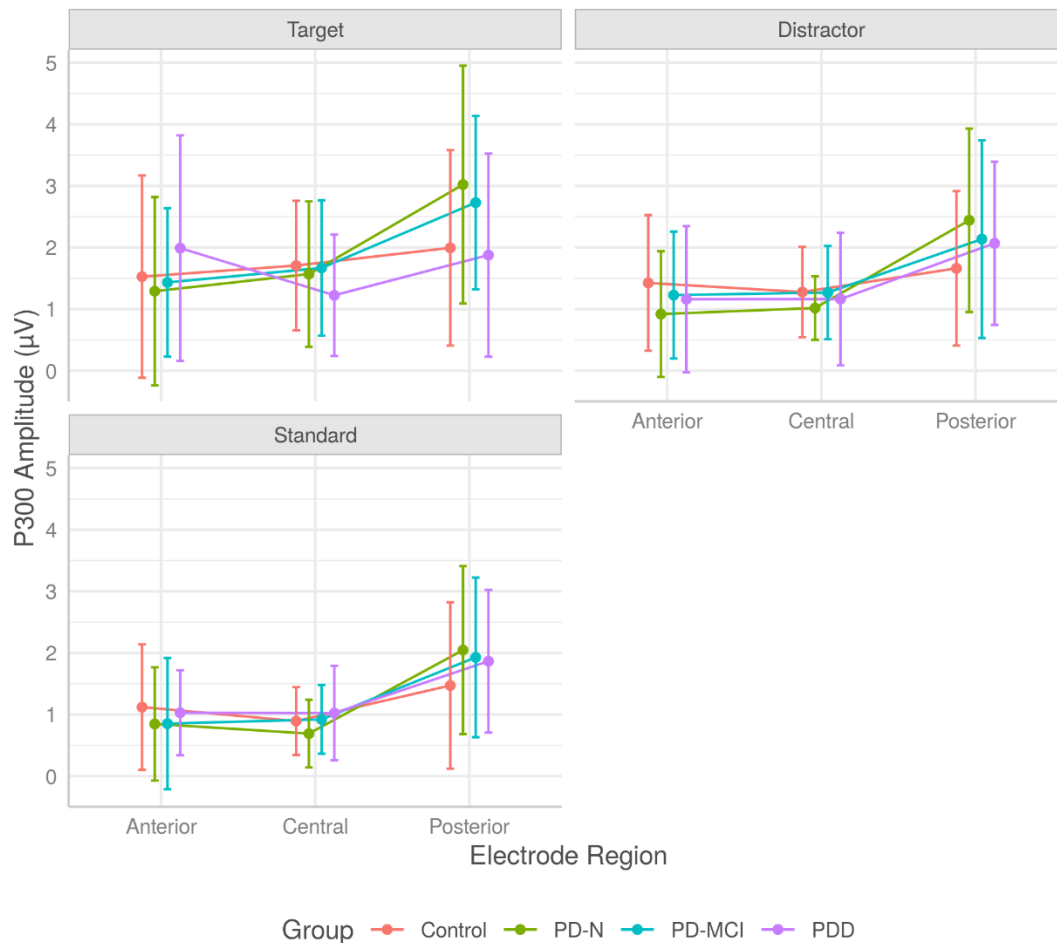 Target
Distractor
5
4
3
2
1
0
Anterior
Central
Posterior
Standard
5
4
3
2
1
0
Anterior
Central
Posterior
P300 Amplitude (µV)
Electrode Region
Group Control PD-N PD-MCI PDD